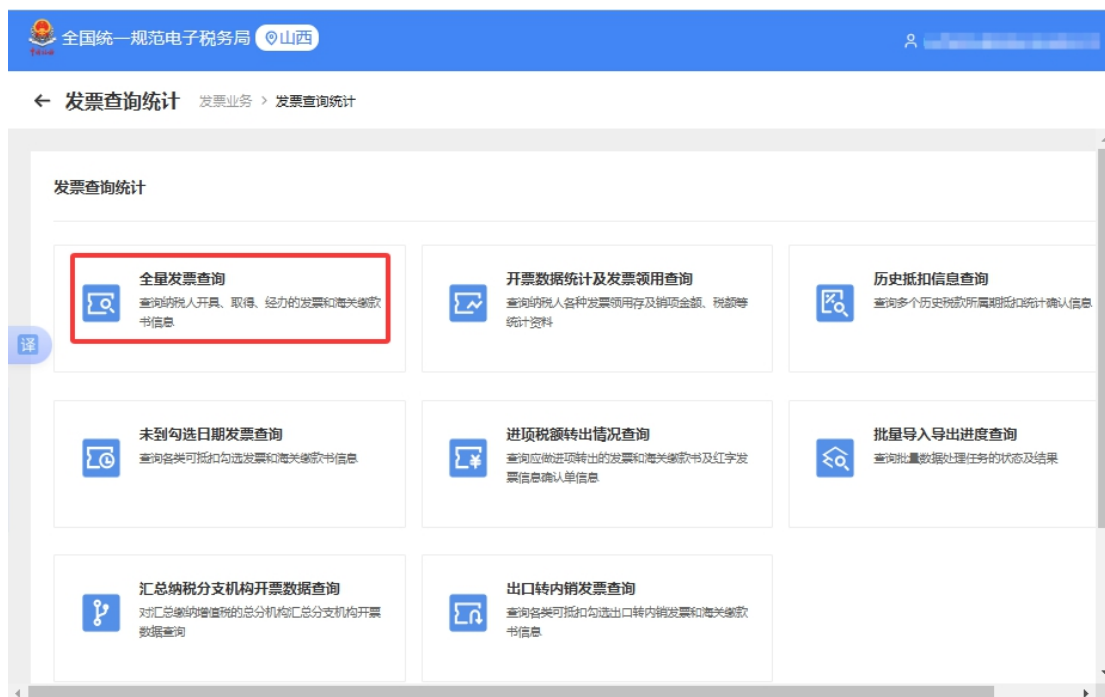 全国统一规范电子税务局 山西
发票查询统计 发票业务 > 发票查询统计
发票查询统计
全量发票查询
查询纳税人开具、取得、经办的发票和海关缴款
书信息
开票数据统计及发票领用查询
查询纳税人各种发票领用存及销项金额、税额等
统计资料
历史抵扣信息查询
查询多个历史税款所属期抵扣统计确认信息
译
未到勾选日期发票查询
查询各类可抵扣勾选发票和海关缴款书信息
进项税额转出情况查询
查询应做进项转出的发票和海关缴款书及红字发
票信息确认单信息
批量导入导出进度查询
查询批量数据处理任务的状态及结果
汇总纳税分支机构开票数据查询
对汇总缴纳增值税的总分机构汇总分支机构开票
数据查询
出口转内销发票查询
查询各类可抵扣勾选出口转内销发票和海关缴款
书信息